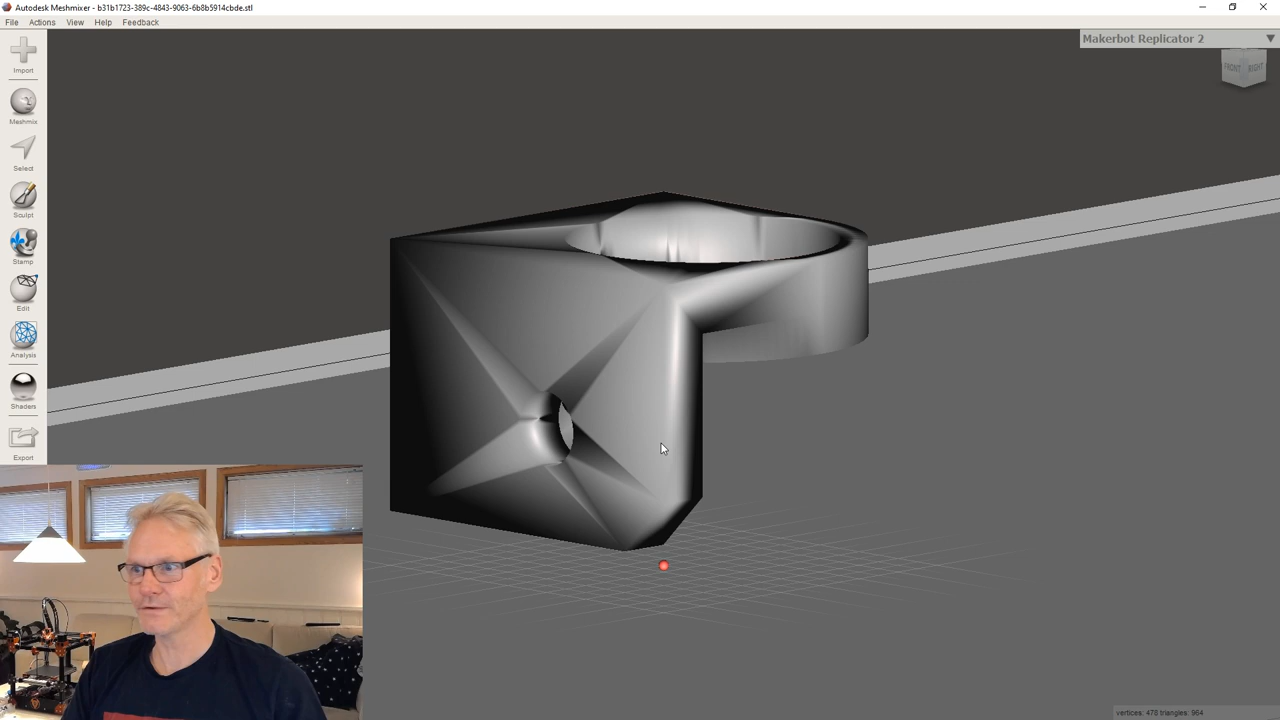 Autodesk Meshmixer - b31b1723-389c-4843-9063-6b8b5914cbde.stl
File Actions View Help Feedback
Makerbot Replicator 2
FRONT RIGHT
Import
Meshmix
Select
Sculpt
Stamp
Edit
Analysis
Shaders
Export
vertices: 478 triangles: 964